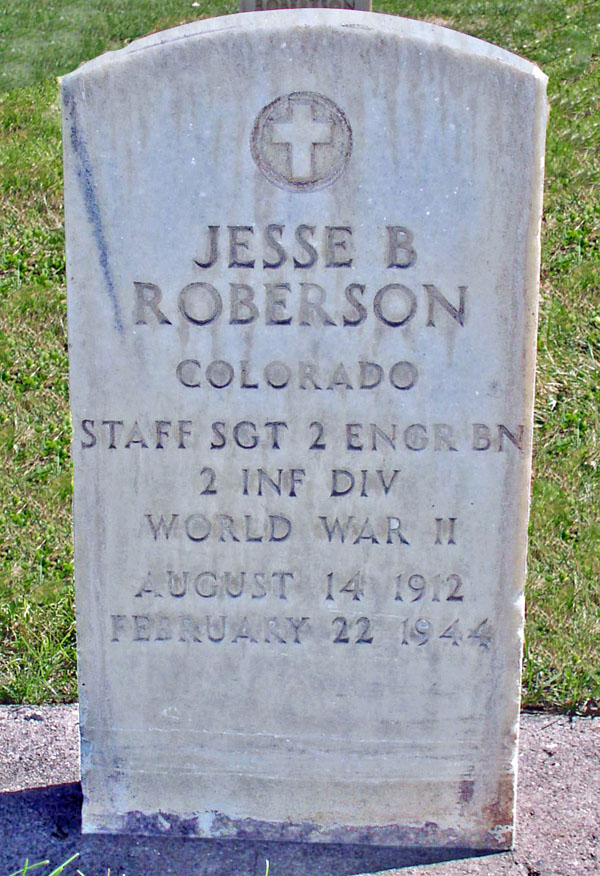 JESSE B
ROBERSON
COLORADO
STAFF SGT 2 ENGR BN
2 INF DIV
WORLD WAR II
AUGUST 14 1912
FEBRUARY 22 1944